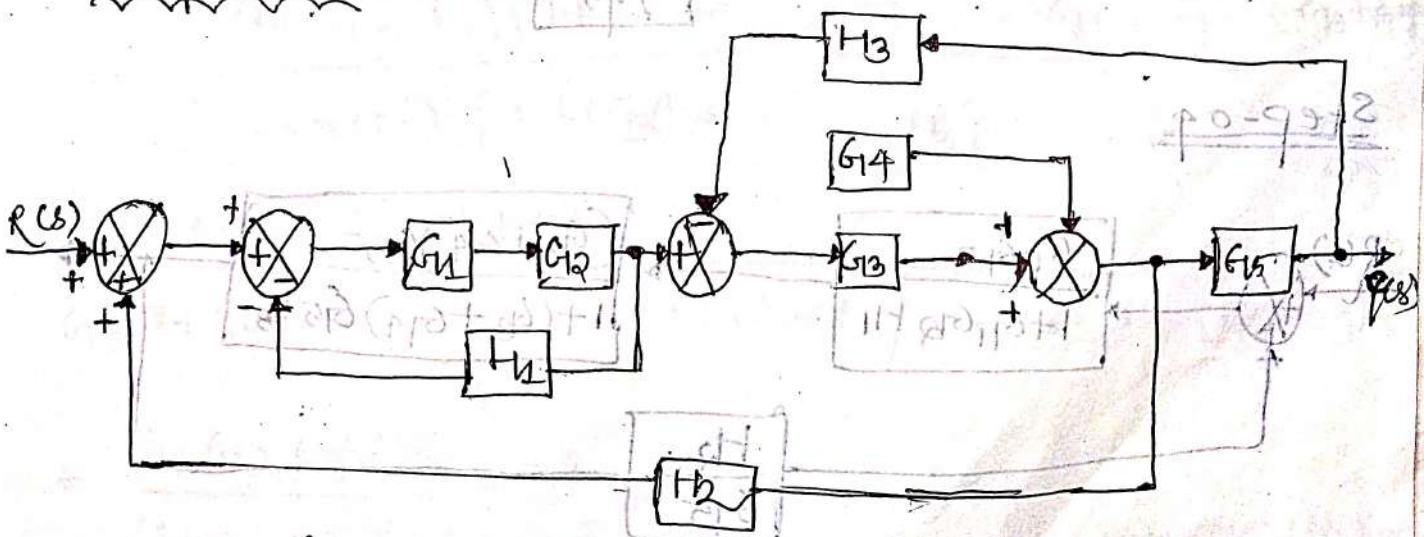 H3
G4
R(s)
+ + + +
+ + -
-
G1
G2
+ -
G3
+
+
G5
C(s)
H1
H2